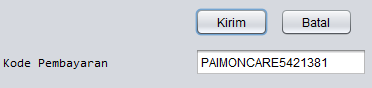 Kirim Batal
Kode Pembayaran PAIMONCARE5421381